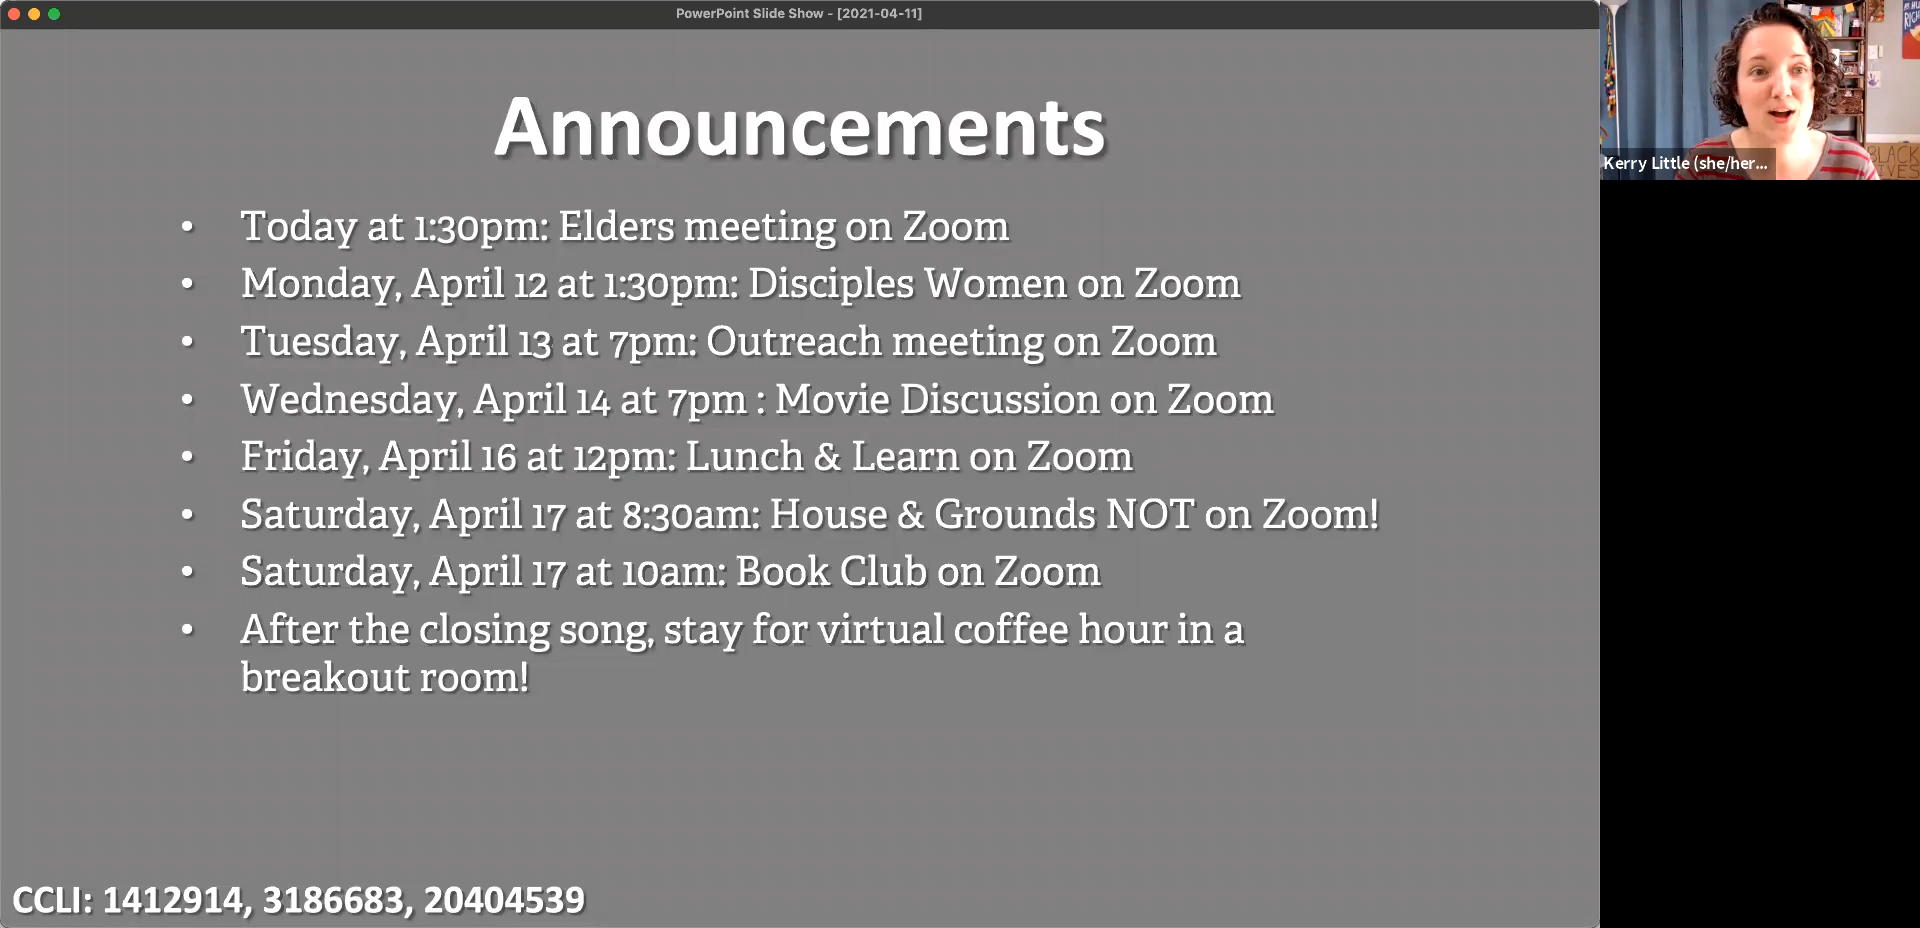 PowerPoint Slide Show - [2021-04-11]
Announcements
• Today at 1:30pm: Elders meeting on Zoom
• Monday, April 12 at 1:30pm: Disciples Women on Zoom
• Tuesday, April 13 at 7pm: Outreach meeting on Zoom
• Wednesday, April 14 at 7pm : Movie Discussion on Zoom
• Friday, April 16 at 12pm: Lunch & Learn on Zoom
• Saturday, April 17 at 8:30am: House & Grounds NOT on Zoom!
• Saturday, April 17 at 10am: Book Club on Zoom
• After the closing song, stay for virtual coffee hour in a
breakout room!
CCLI: 1412914, 3186683, 20404539
Kerry Little (she/her...
BLACK